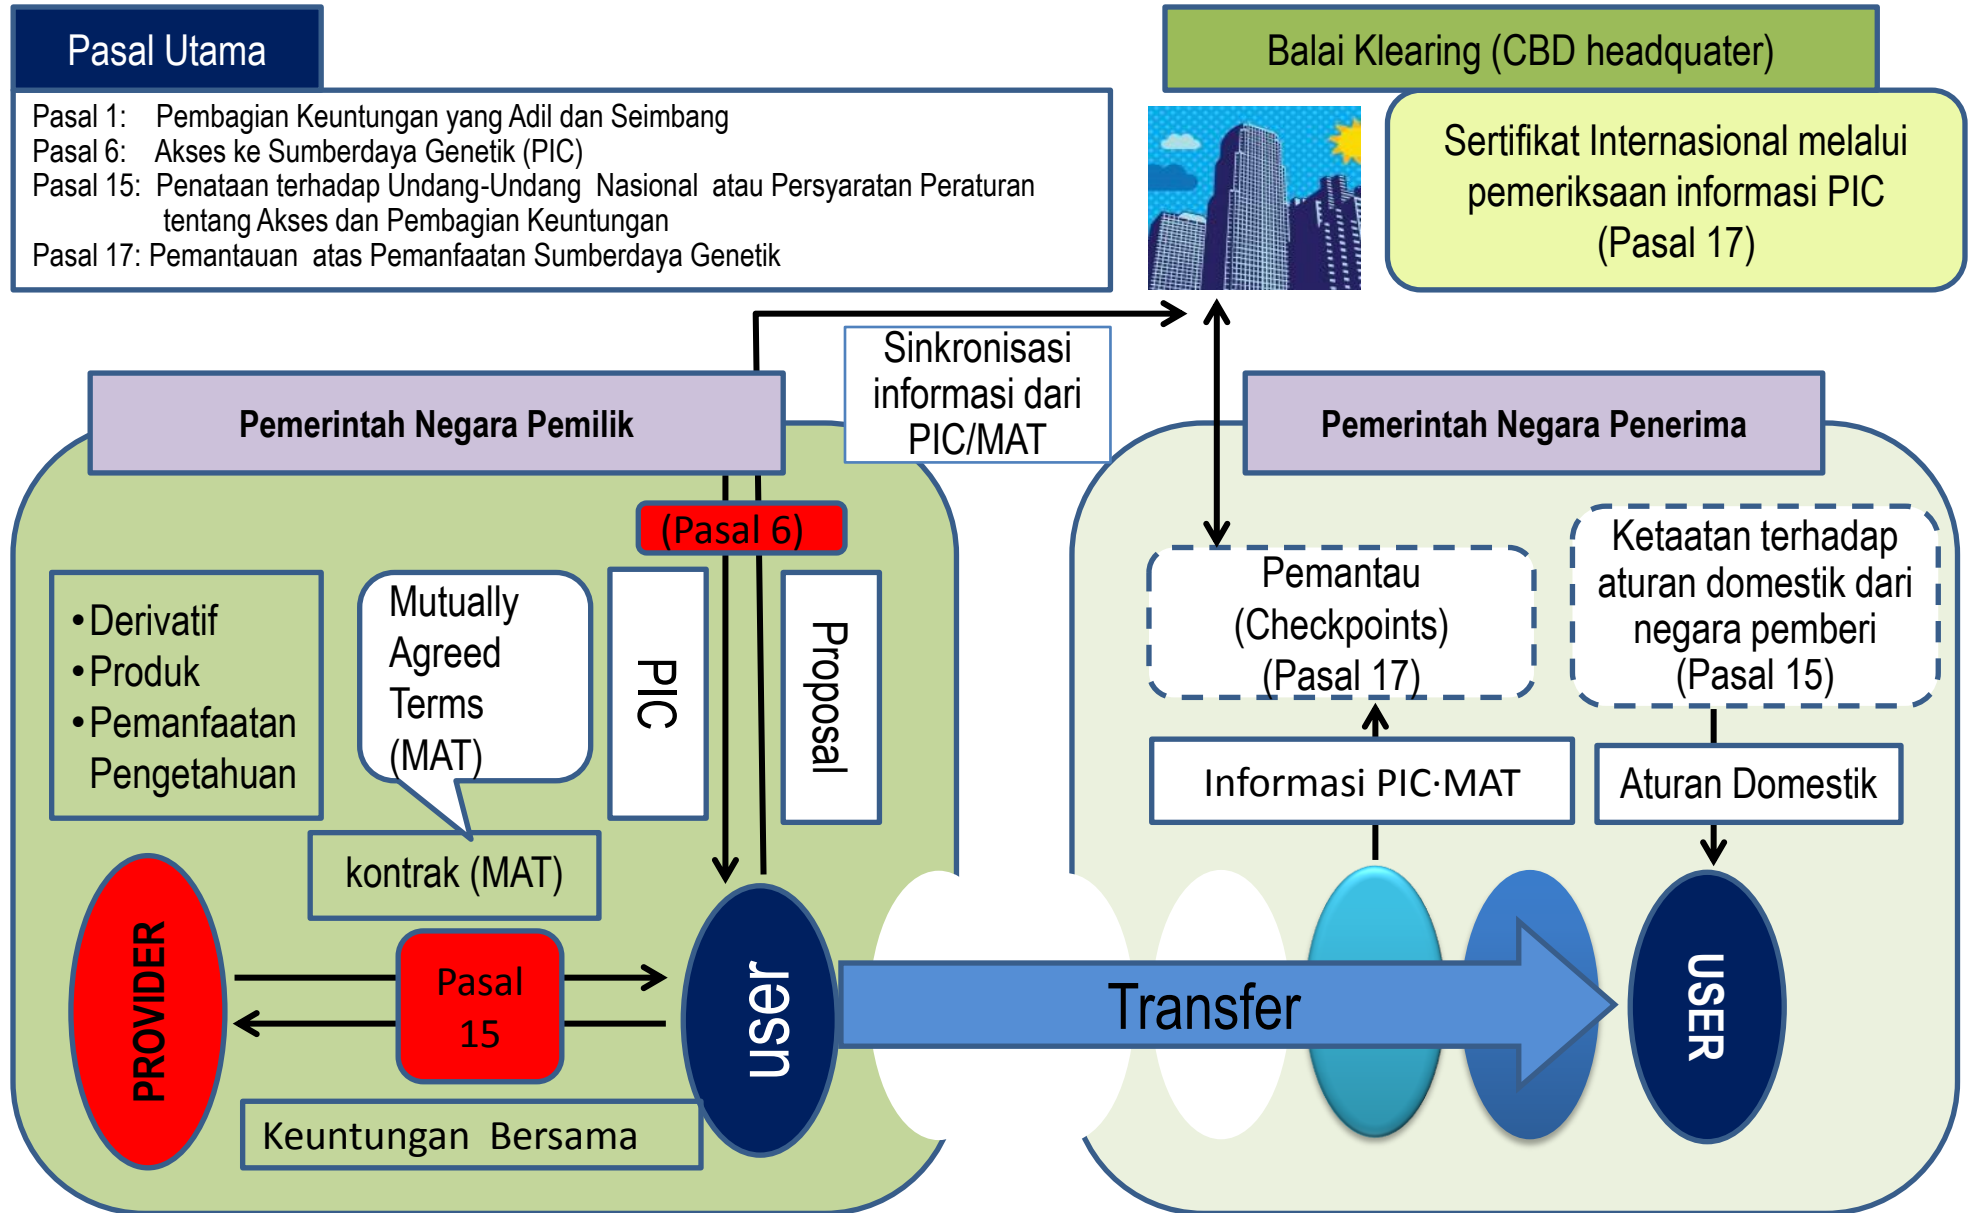 Pasal Utama
Pasal 1: Pembagian Keuntungan yang Adil dan Seimbang
Pasal 6: Akses ke Sumberdaya Genetik (PIC)
Pasal 15: Penataan terhadap Undang-Undang Nasional atau Persyaratan Peraturan
tentang Akses dan Pembagian Keuntungan
Pasal 17: Pemantauan atas Pemanfaatan Sumberdaya Genetik
Balai Klearing (CBD headquater)
Sertifikat Internasional melalui
pemeriksaan informasi PIC
(Pasal 17)
Sinkronisasi
informasi dari
PIC/MAT
Pemerintah Negara Pemilik
(Pasal 6)
•Derivatif
•Produk
•Pemanfaatan
Pengetahuan
Mutually
Agreed
Terms
(MAT)
PIC
Proposal
kontrak (MAT)
PROVIDER
Pasal
15
user
Keuntungan Bersama
Transfer
Pemerintah Negara Penerima
Pemantau
(Checkpoints)
(Pasal 17)
Ketaatan terhadap
aturan domestik dari
negara pemberi
(Pasal 15)
Informasi PIC·MAT
Aturan Domestik
USER